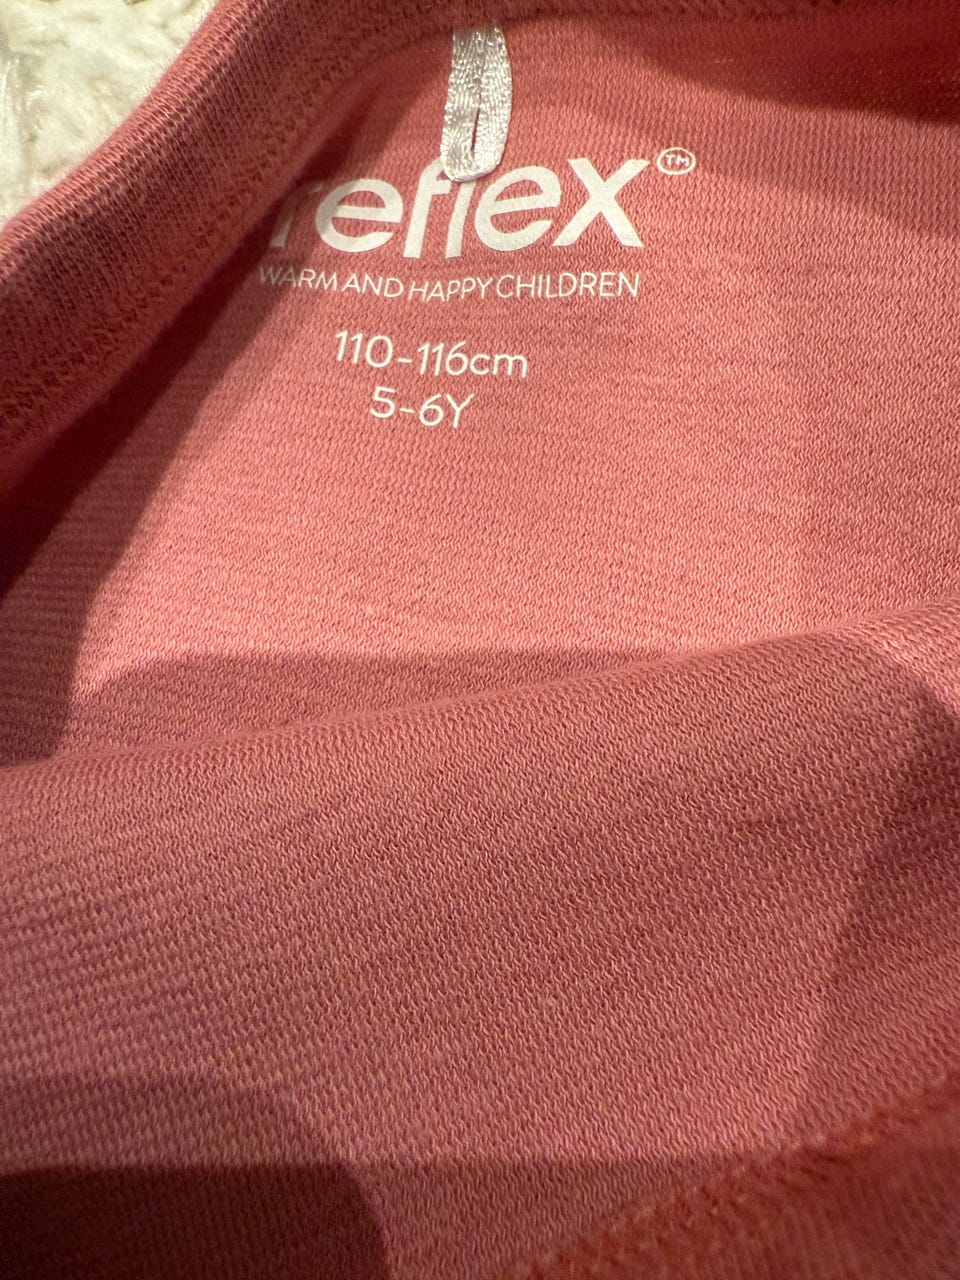 reflex™
WARM AND HAPPY CHILDREN
110-116cm
5-6Y